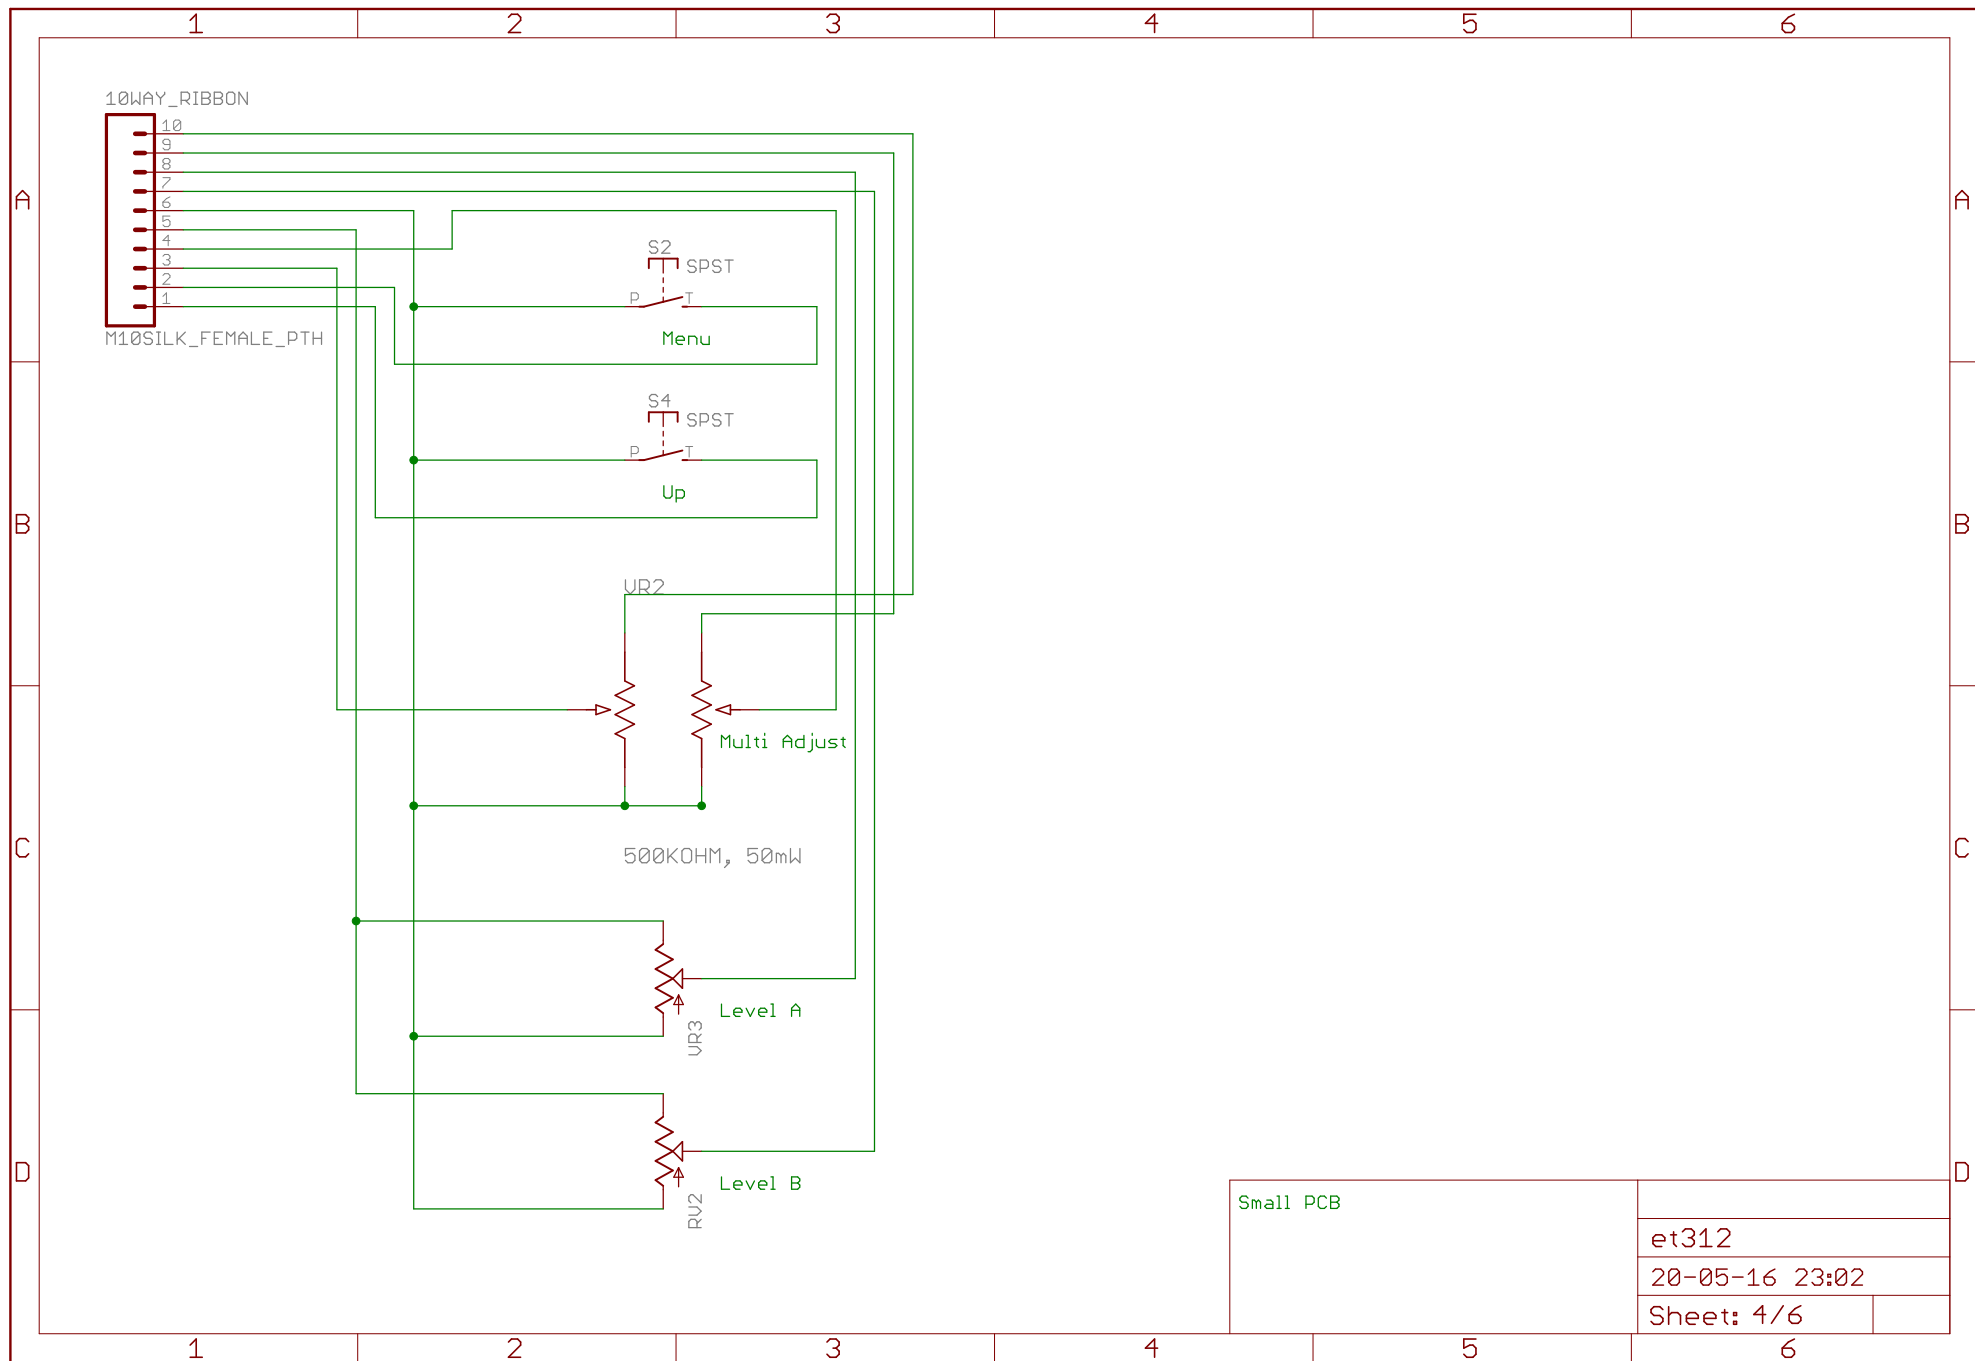 1 2 3 4 5 6
10WAY_RIBBON
10
9
8
7
6
5
4
3
2
1
M10SILK_FEMALE_PTH
A A
S2
SPST
P T
Menu
S4
SPST
P T
Up
B B
VR2
Multi Adjust
500KOHM, 50mW
C C
Level A
VR3
Level B
RV2
D D
Small PCB
et312
20-05-16 23:02
Sheet: 4/6
1 2 3 4 5 6